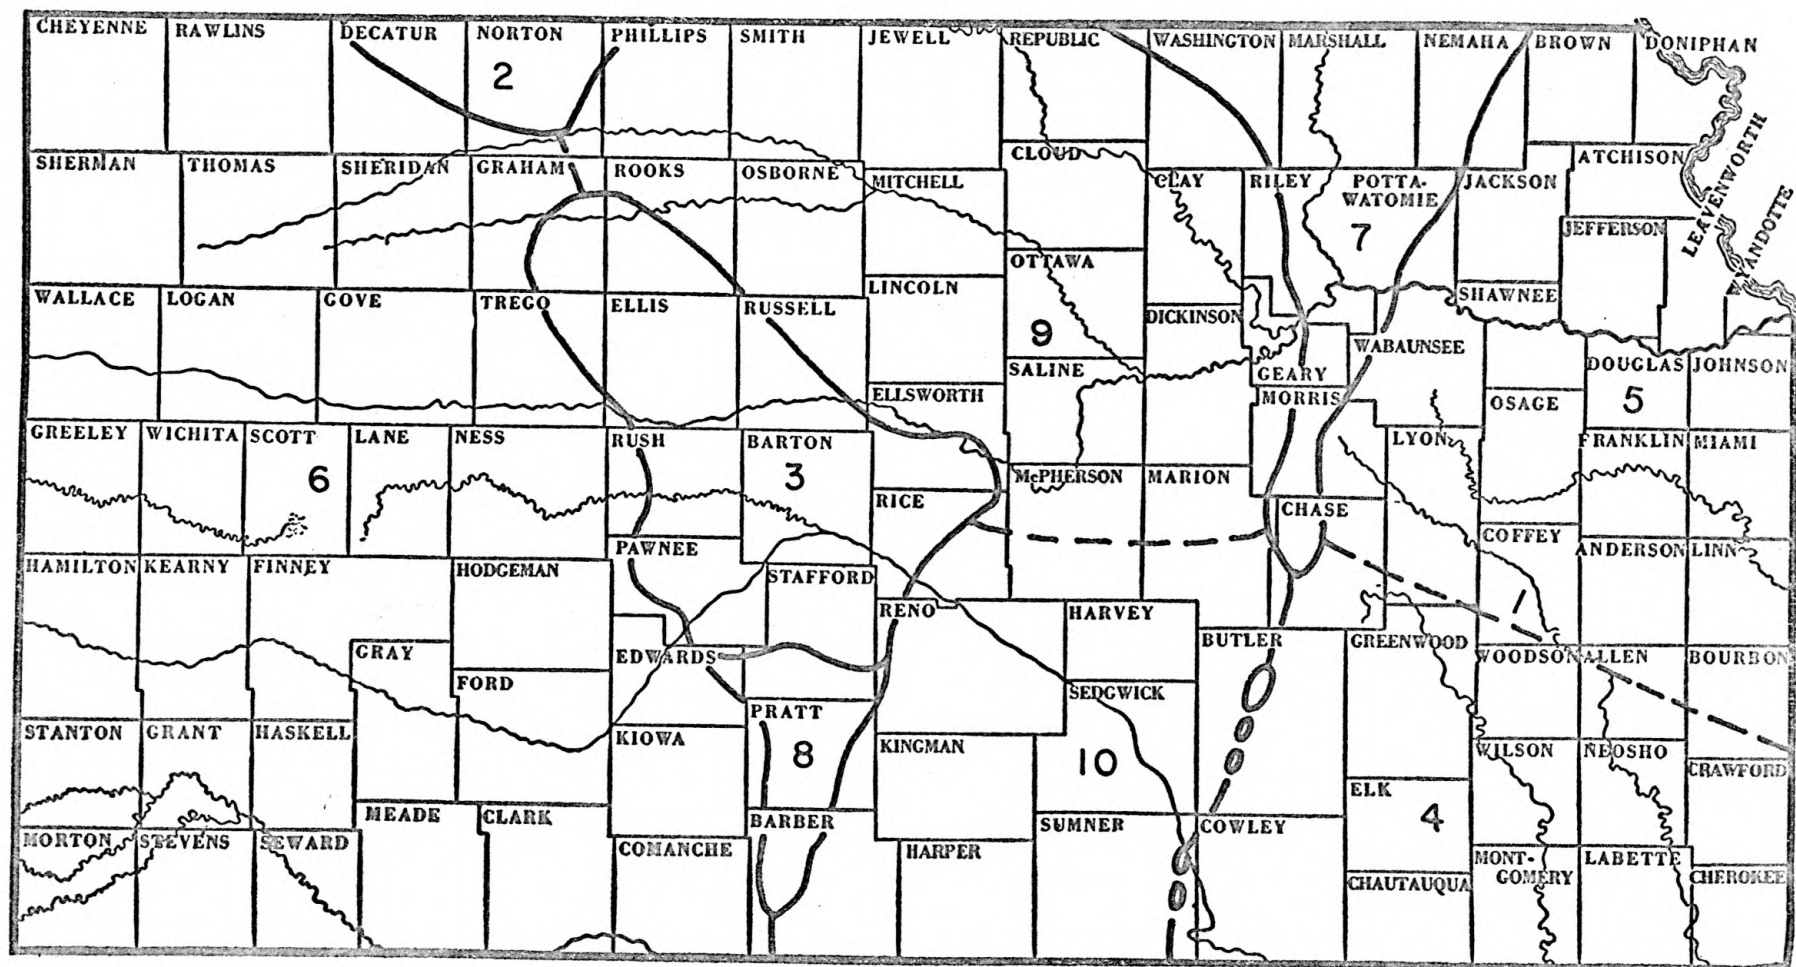 CHEYENNE
RAWLINS
DECATUR
NORTON
PHILLIPS
SMITH
JEWELL
REPUBLIC
WASHINGTON
MARSHALL
NEMAHA
BROWN
DONIPHAN
2
SHERMAN
THOMAS
SHERIDAN
GRAHAM
ROOKS
OSBORNE
MITCHELL
CLOUD
CLAY
RILEY
POTTA-
WATOMIE
JACKSON
ATCHISON
LEAVENWORTH
WYANDOTTE
7
JEFFERSON
WALLACE
LOGAN
GOVE
TREGO
ELLIS
RUSSELL
LINCOLN
OTTAWA
9
DICKINSON
SHAWNEE
WABAUNSEE
GEARY
SALINE
DOUGLAS
JOHNSON
5
ELLSWORTH
MORRIS
OSAGE
GREELEY
WICHITA
SCOTT
LANE
NESS
RUSH
BARTON
LYON
FRANKLIN
MIAMI
6
3
RICE
McPHERSON
MARION
CHASE
COFFEY
PAWNEE
ANDERSON
LINN
HAMILTON
KEARNY
FINNEY
HODGEMAN
STAFFORD
RENO
HARVEY
1
BUTLER
GREENWOOD
GRAY
EDWARDS
WOODSON
ALLEN
BOURBON
FORD
SEDGWICK
STANTON
GRANT
HASKELL
KIOWA
PRATT
8
KINGMAN
10
WILSON
NEOSHO
CRAWFORD
ELK
4
MEADE
CLARK
BARBER
SUMNER
COWLEY
MORTON
STEVENS
SEWARD
COMANCHE
HARPER
MONT-
GOMERY
LABETTE
CHAUTAUQUA
CHEROKEE